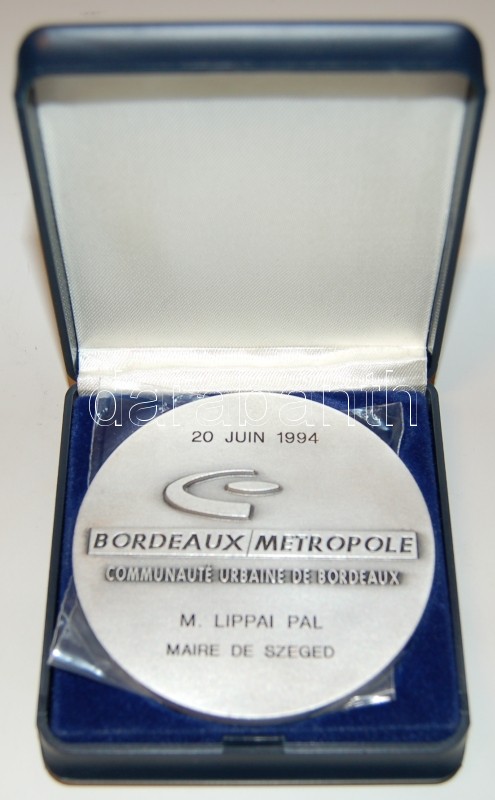 darabanth
20 JUIN 1994
BORDEAUX/METROPOLE
COMMUNAUTÉ URBAINE DE BORDEAUX
M. LIPPAI PAL
MAIRE DE SZEGED